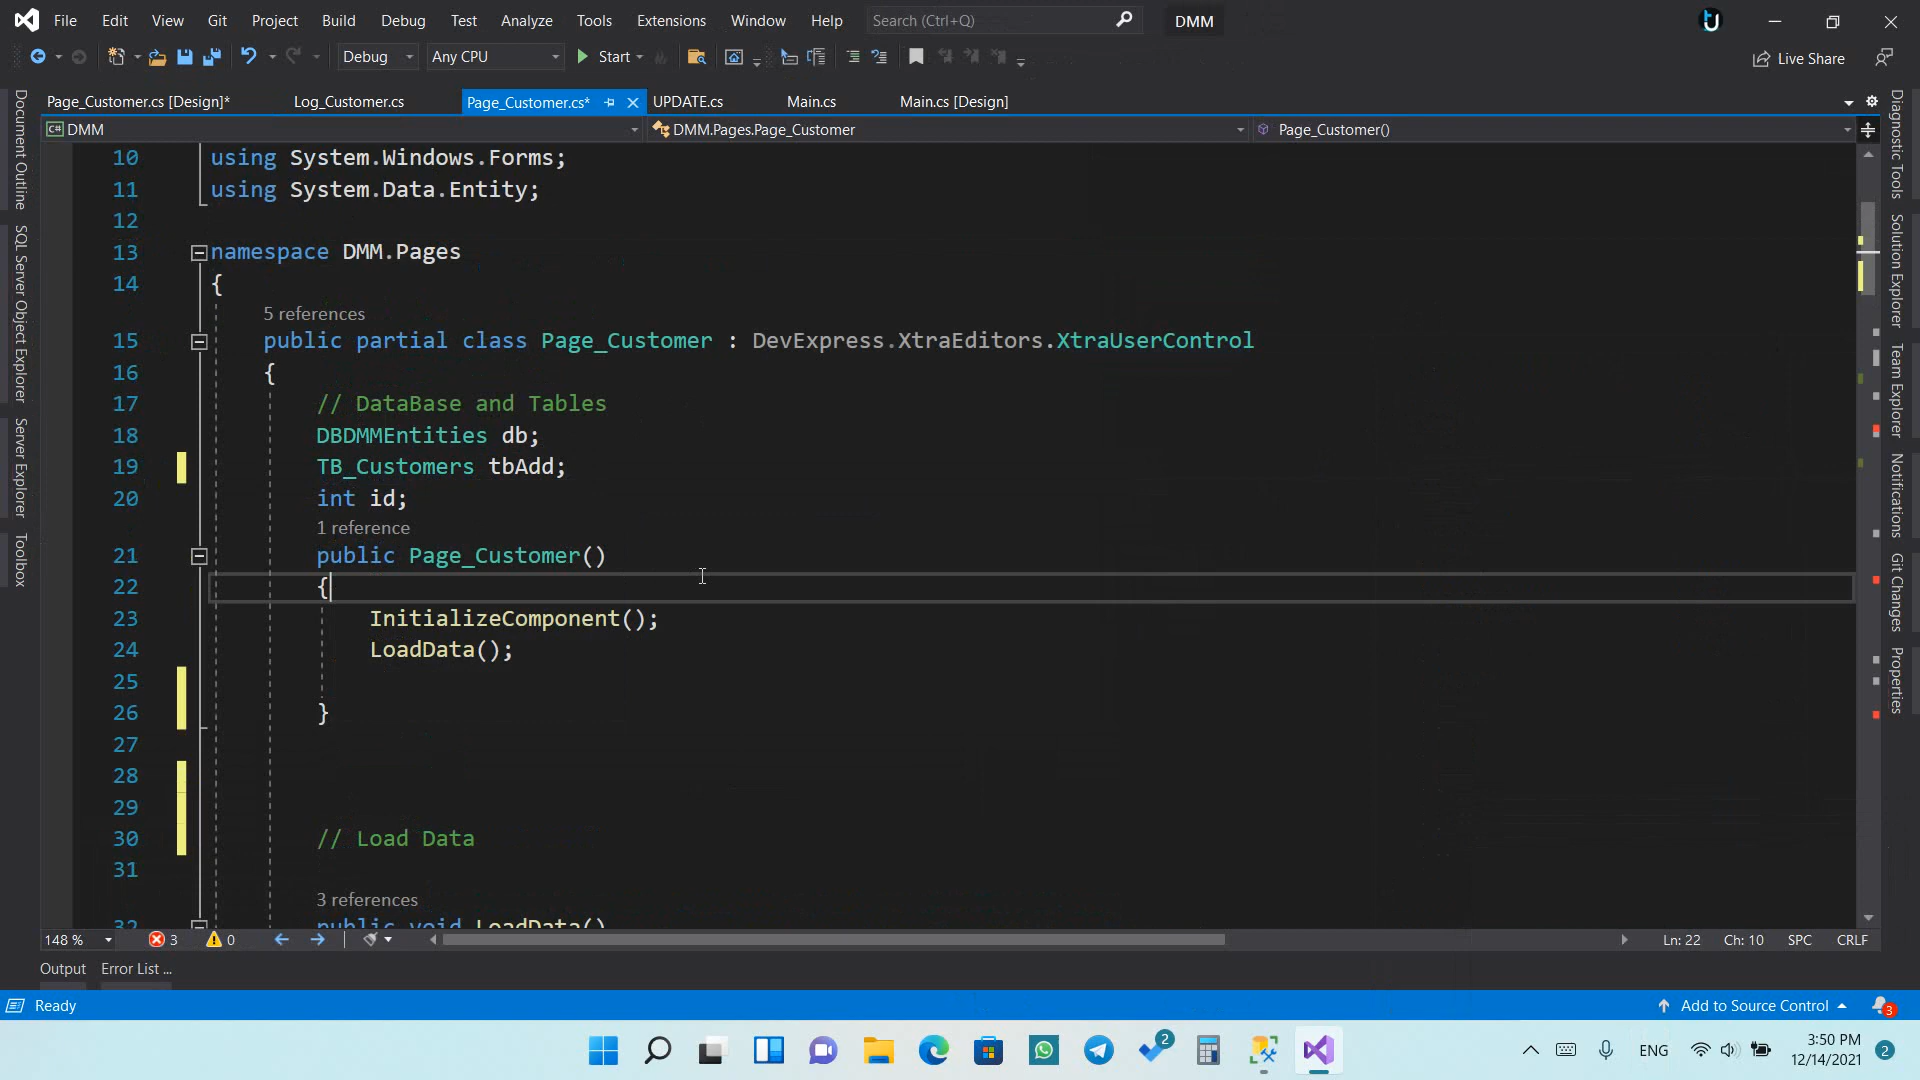 File Edit View Git Project Build Debug Test Analyze Tools Extensions Window Help Search (Ctrl+Q) DMM
Debug Any CPU Start Live Share
Page_Customer.cs [Design]* Log_Customer.cs Page_Customer.cs* UPDATE.cs Main.cs Main.cs [Design]
C# DMM DMM.Pages.Page_Customer Page_Customer()
Document Outline
SQL Server Object Explorer
Server Explorer
Toolbox
10 using System.Windows.Forms;
11 using System.Data.Entity;
12
13 namespace DMM.Pages
14 {
5 references
15 public partial class Page_Customer : DevExpress.XtraEditors.XtraUserControl
16 {
17 // DataBase and Tables
18 DBDMMEntities db;
19 TB_Customers tbAdd;
20 int id;
1 reference
21 public Page_Customer()
22 {
23 InitializeComponent();
24 LoadData();
25
26 }
27
28
29
30 // Load Data
31
3 references
32 public void LoadData()
Diagnostic Tools
Solution Explorer
Team Explorer
Notifications
Git Changes
Properties
148 % 3 0 Ln: 22 Ch: 10 SPC CRLF
Output Error List ...
Ready Add to Source Control 3
2 ENG 3:50 PM
12/14/2021 2